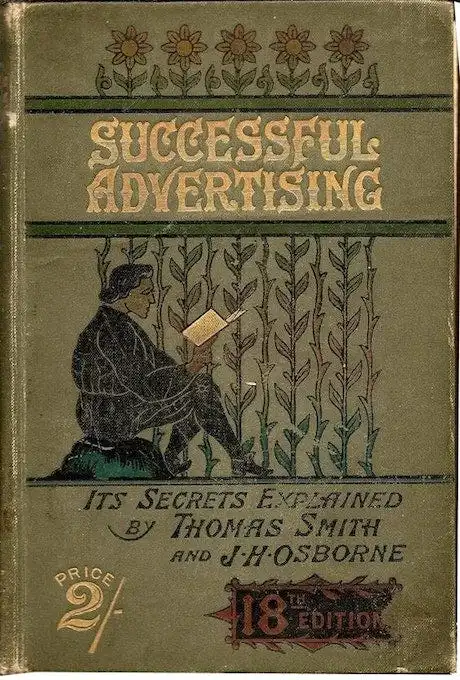 SUCCESSFUL
ADVERTISING
ITS SECRETS EXPLAINED
BY THOMAS SMITH
AND J·H·OSBORNE
PRICE
2/-
18TH EDITION